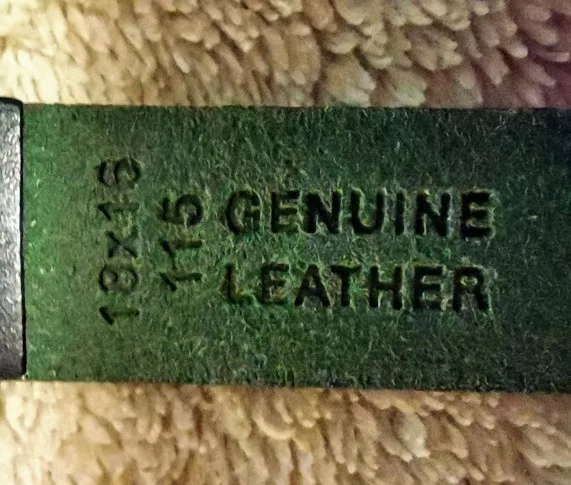 18x16
115
GENUINE
LEATHER